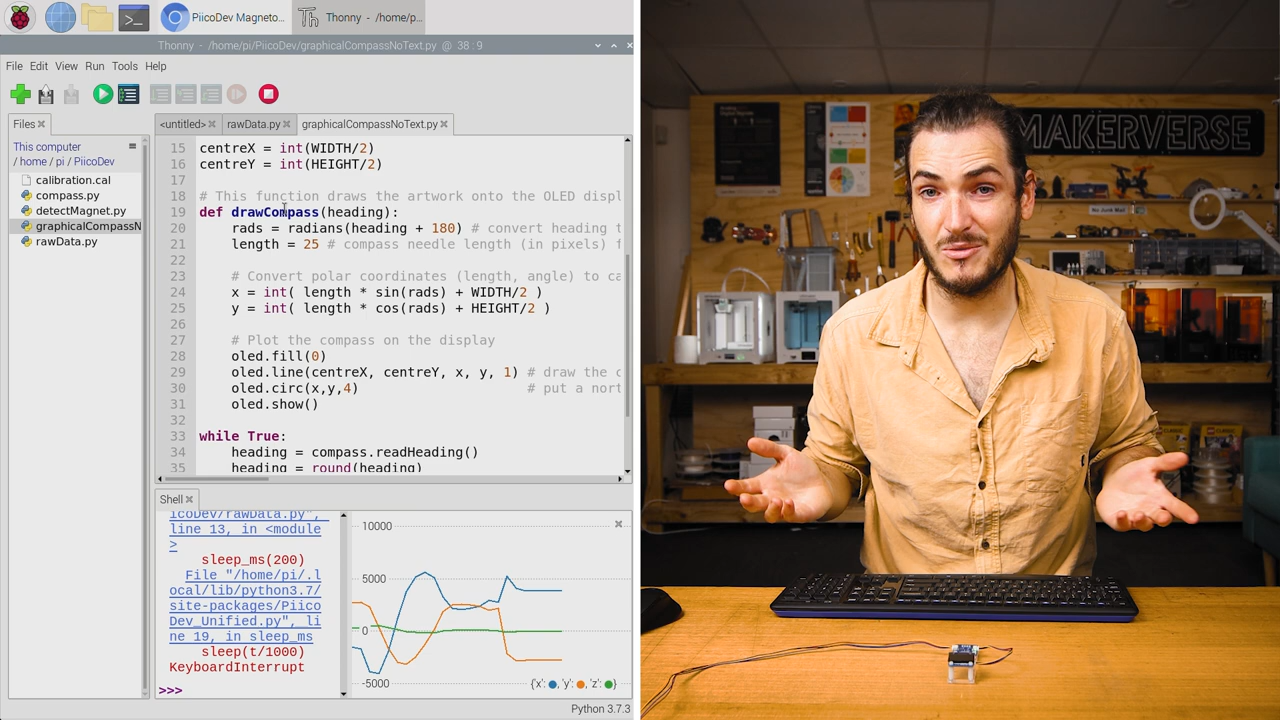 PiicoDev Magneto...
Thonny - /home/p...
Thonny - /home/pi/PiicoDev/graphicalCompassNoText.py @ 38:9
File Edit View Run Tools Help
Files
This computer
/ home / pi / PiicoDev
calibration.cal
compass.py
detectMagnet.py
graphicalCompassN
rawData.py
<untitled>
rawData.py
graphicalCompassNoText.py
15 centreX = int(WIDTH/2)
16 centreY = int(HEIGHT/2)
17
18 # This function draws the artwork onto the OLED displ
19 def drawCompass(heading):
20 rads = radians(heading + 180) # convert heading t
21 length = 25 # compass needle length (in pixels) f
22
23 # Convert polar coordinates (length, angle) to ca
24 x = int( length * sin(rads) + WIDTH/2 )
25 y = int( length * cos(rads) + HEIGHT/2 )
26
27 # Plot the compass on the display
28 oled.fill(0)
29 oled.line(centreX, centreY, x, y, 1) # draw the c
30 oled.circ(x,y,4) # put a nort
31 oled.show()
32
33 while True:
34 heading = compass.readHeading()
35 heading = round(heading)
Shell
icoDev/rawData.py",
line 13, in <module
>
sleep_ms(200)
File "/home/pi/.l
ocal/lib/python3.7/
site-packages/Piico
Dev_Unified.py", li
ne 19, in sleep_ms
sleep(t/1000)
KeyboardInterrupt
>>>
10000
5000
0
-5000
{'x': , 'y': , 'z': }
Python 3.7.3
MAKERVERSE
No Junk Mail